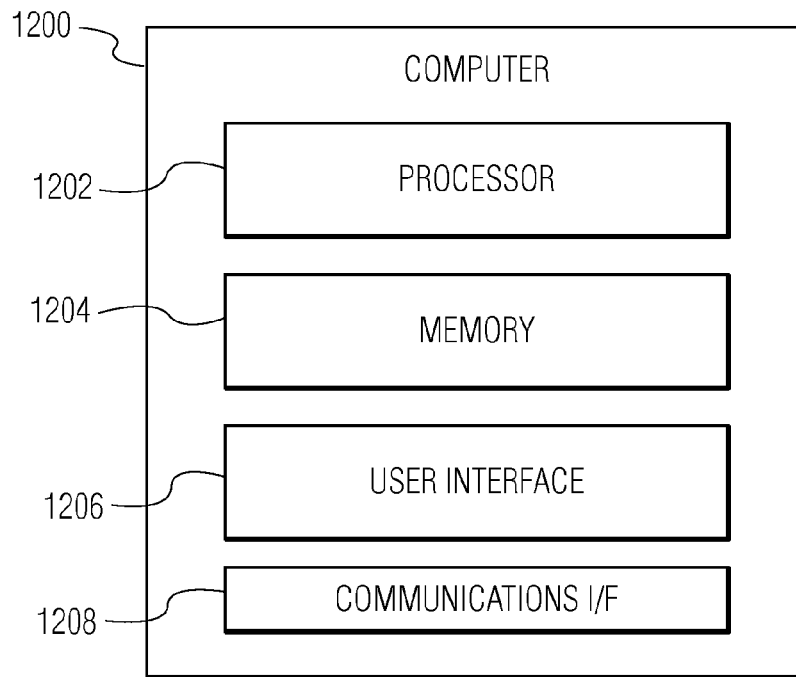 1200
COMPUTER
1202
PROCESSOR
1204
MEMORY
1206
USER INTERFACE
1208
COMMUNICATIONS I/F